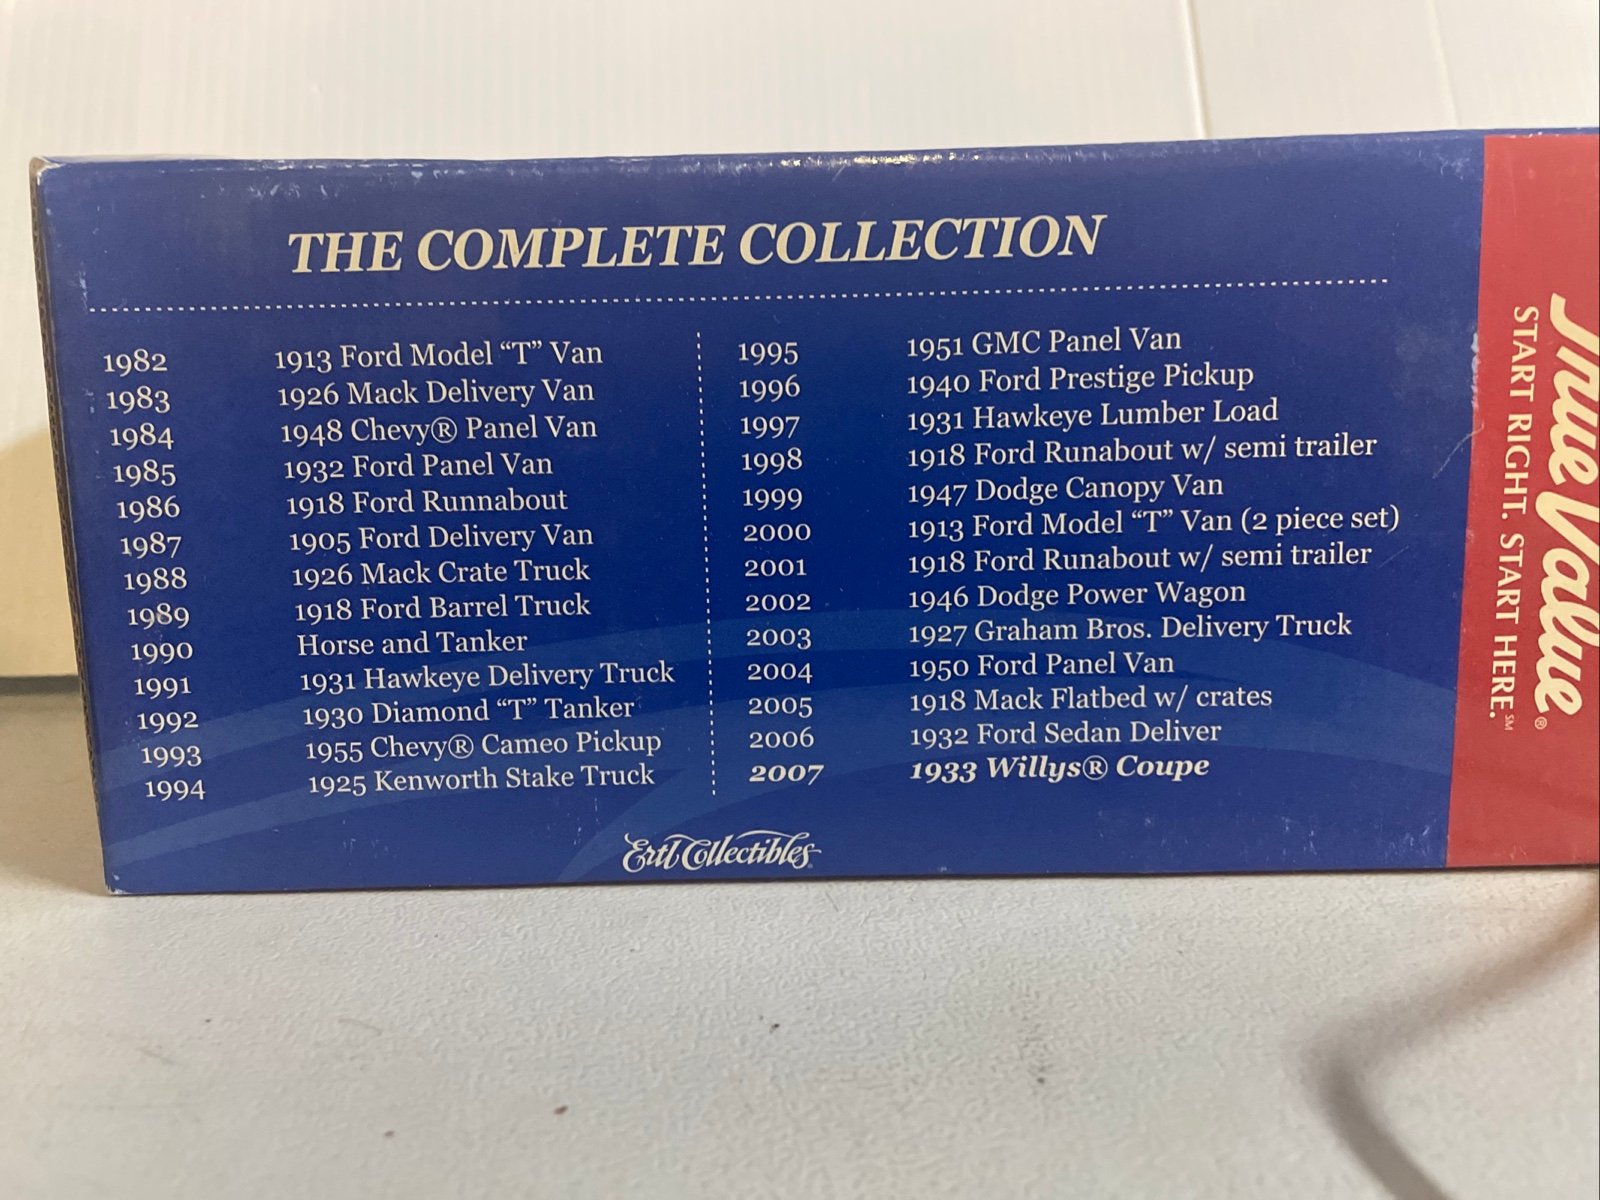 THE COMPLETE COLLECTION
1982 1913 Ford Model “T” Van
1983 1926 Mack Delivery Van
1984 1948 Chevy® Panel Van
1985 1932 Ford Panel Van
1986 1918 Ford Runnabout
1987 1905 Ford Delivery Van
1988 1926 Mack Crate Truck
1989 1918 Ford Barrel Truck
1990 Horse and Tanker
1991 1931 Hawkeye Delivery Truck
1992 1930 Diamond “T” Tanker
1993 1955 Chevy® Cameo Pickup
1994 1925 Kenworth Stake Truck
1995 1951 GMC Panel Van
1996 1940 Ford Prestige Pickup
1997 1931 Hawkeye Lumber Load
1998 1918 Ford Runabout w/ semi trailer
1999 1947 Dodge Canopy Van
2000 1913 Ford Model “T” Van (2 piece set)
2001 1918 Ford Runabout w/ semi trailer
2002 1946 Dodge Power Wagon
2003 1927 Graham Bros. Delivery Truck
2004 1950 Ford Panel Van
2005 1918 Mack Flatbed w/ crates
2006 1932 Ford Sedan Deliver
2007 1933 Willys® Coupe
Ertl Collectibles
True Value®
START RIGHT. START HERE.℠